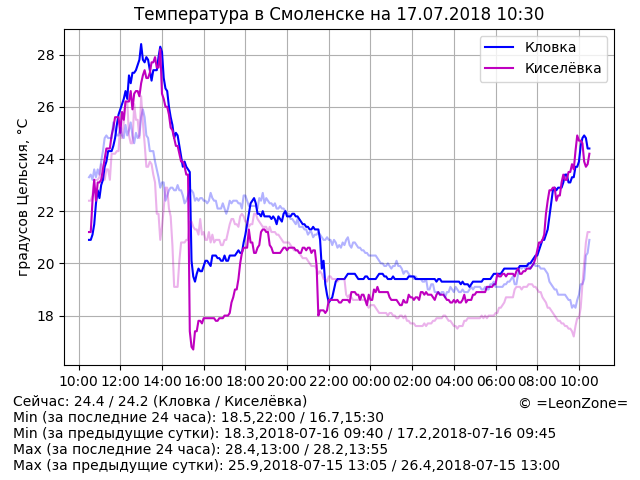 Температура в Смоленске на 17.07.2018 10:30
Кловка
Киселёвка
градусов Цельсия, °C
28
26
24
22
20
18
10:00 12:00 14:00 16:00 18:00 20:00 22:00 00:00 02:00 04:00 06:00 08:00 10:00
Сейчас: 24.4 / 24.2 (Кловка / Киселёвка)
© =LeonZone=
Min (за последние 24 часа): 18.5,22:00 / 16.7,15:30
Min (за предыдущие сутки): 18.3,2018-07-16 09:40 / 17.2,2018-07-16 09:45
Max (за последние 24 часа): 28.4,13:00 / 28.2,13:55
Max (за предыдущие сутки): 25.9,2018-07-15 13:05 / 26.4,2018-07-15 13:00